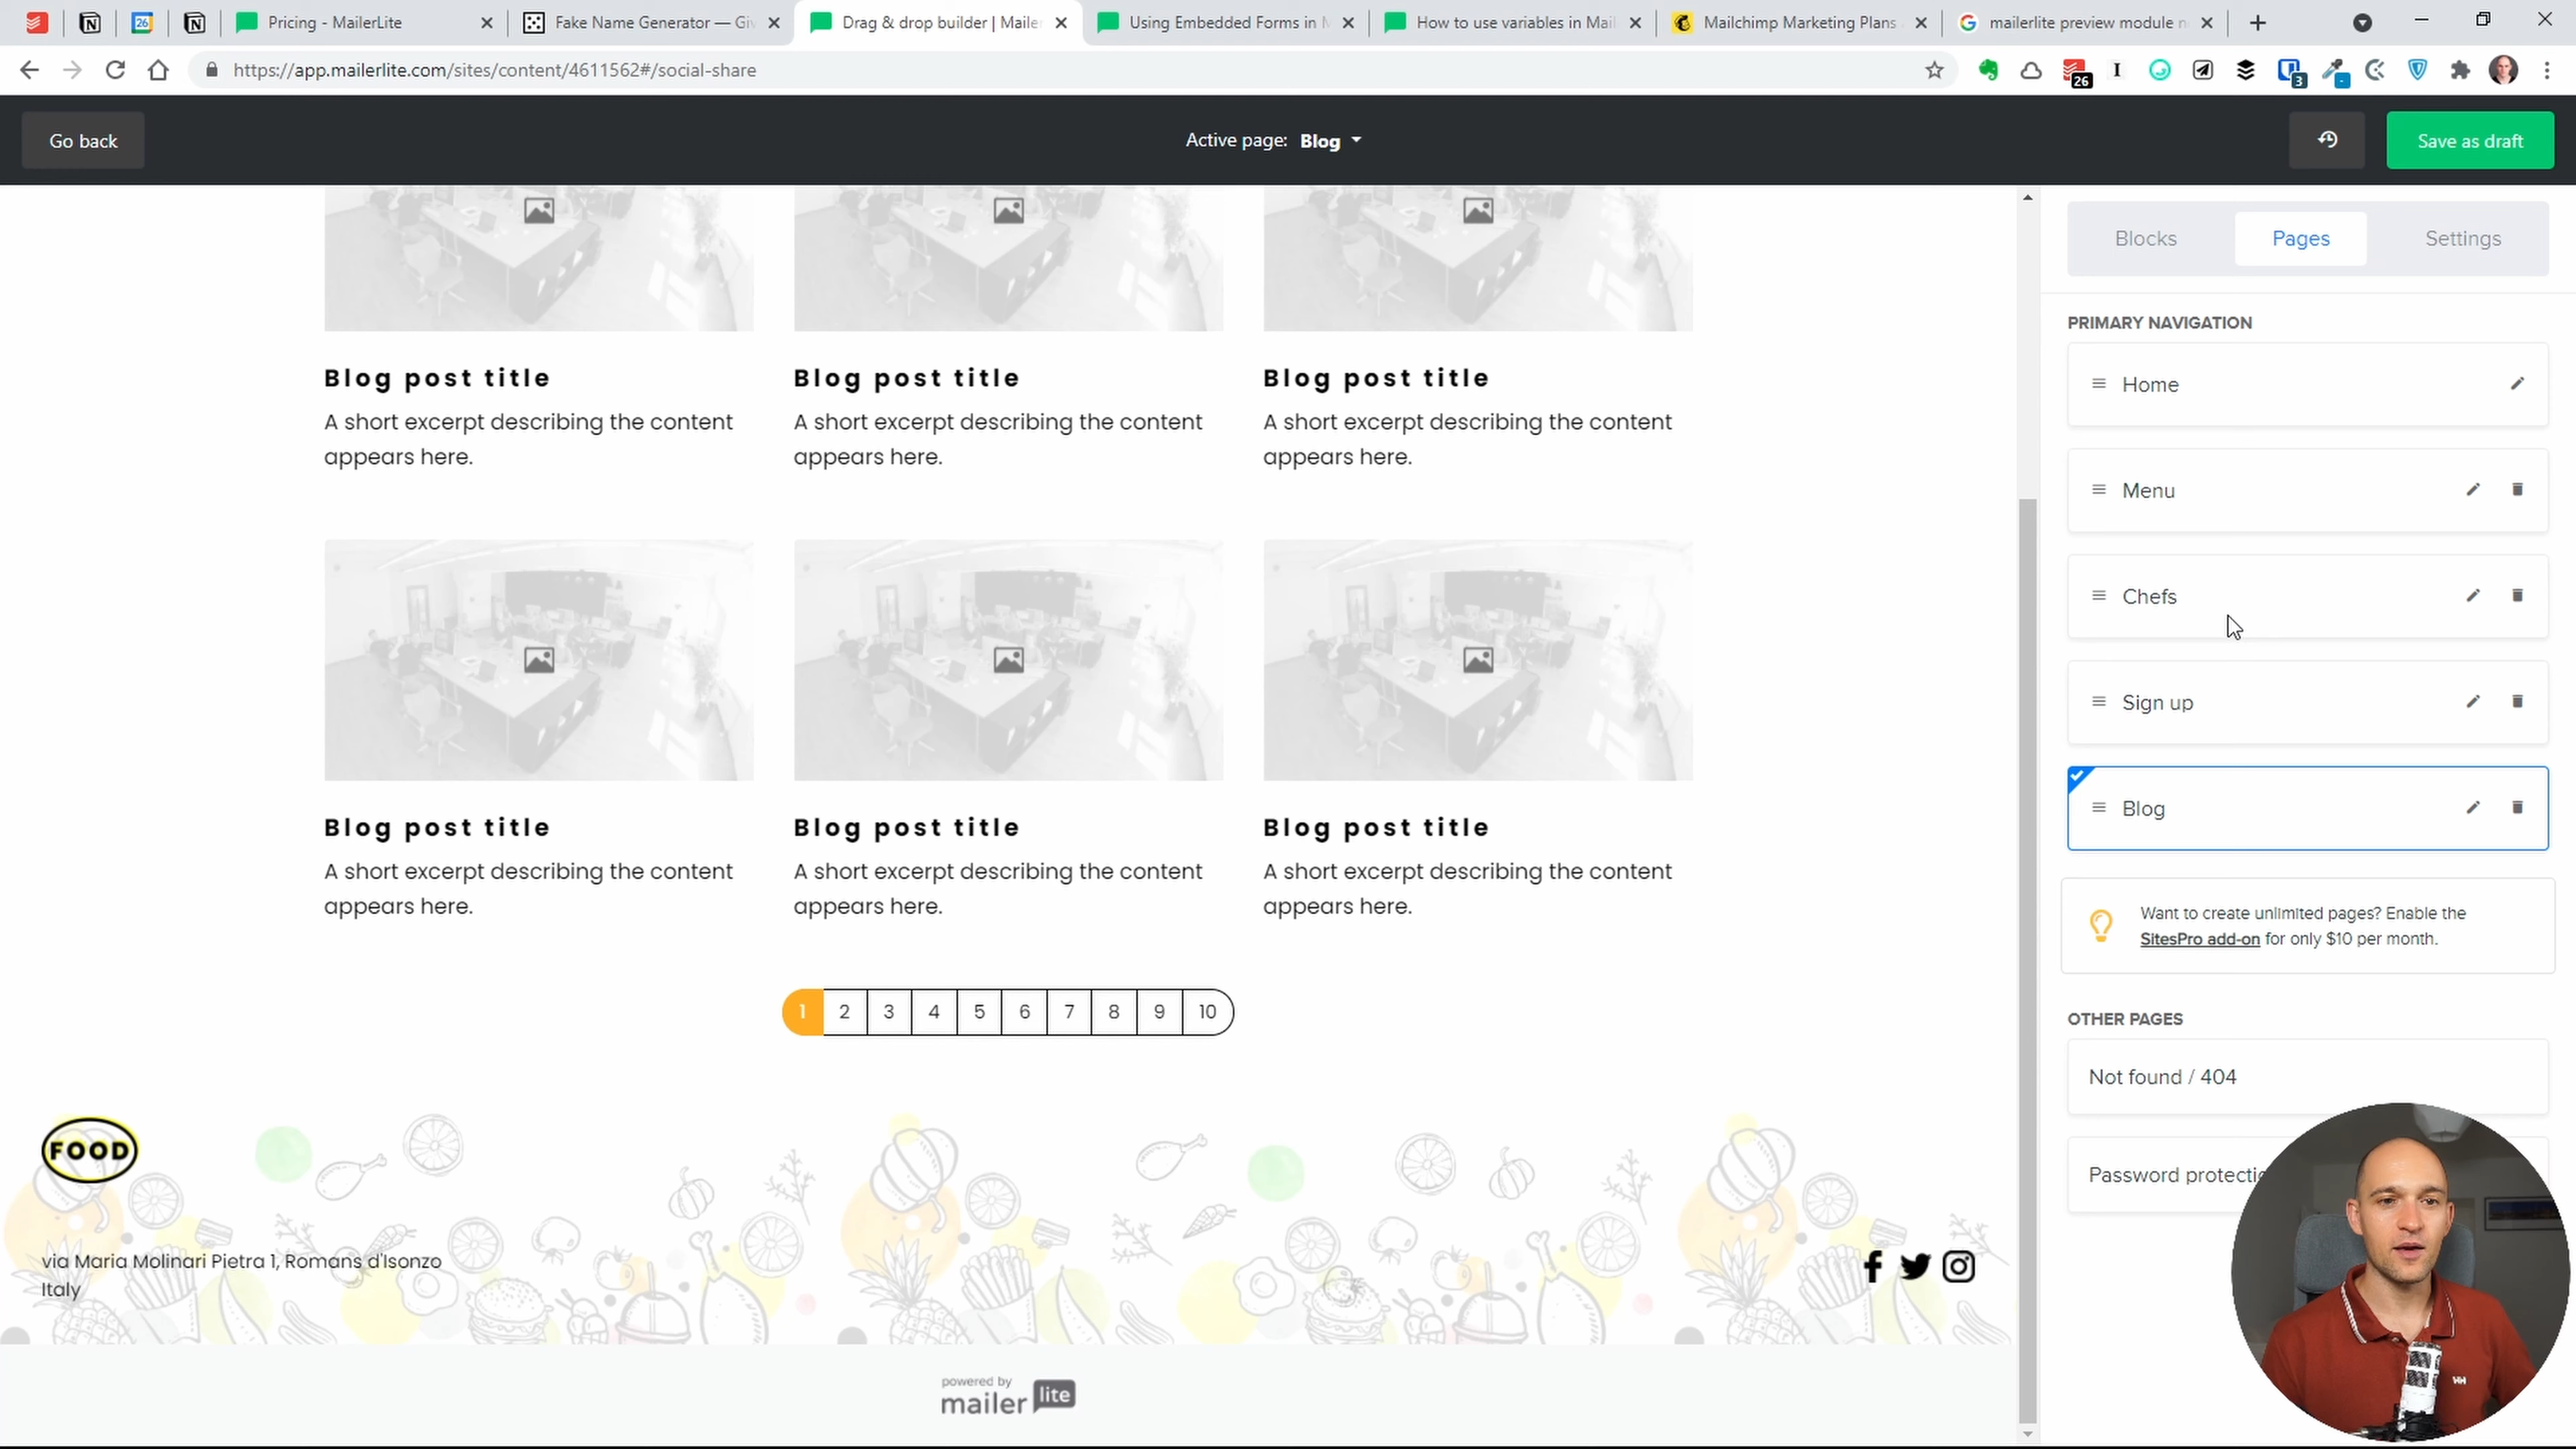 Pricing - MailerLite
Fake Name Generator — Giv
Drag & drop builder | Mailer
Using Embedded Forms in M
How to use variables in Mail
Mailchimp Marketing Plans
mailerlite preview module n
https://app.mailerlite.com/sites/content/4611562#/social-share
26
26
3
Go back
Active page: Blog
Save as draft
Blocks
Pages
Settings
PRIMARY NAVIGATION
Home
Menu
Chefs
Sign up
Blog
Want to create unlimited pages? Enable the
SitesPro add-on for only $10 per month.
OTHER PAGES
Not found / 404
Password protectio
Blog post title
Blog post title
Blog post title
A short excerpt describing the content
appears here.
A short excerpt describing the content
appears here.
A short excerpt describing the content
appears here.
Blog post title
Blog post title
Blog post title
A short excerpt describing the content
appears here.
A short excerpt describing the content
appears here.
A short excerpt describing the content
appears here.
1 2 3 4 5 6 7 8 9 10
FOOD
via Maria Molinari Pietra 1, Romans d'Isonzo
Italy
powered by
mailer lite